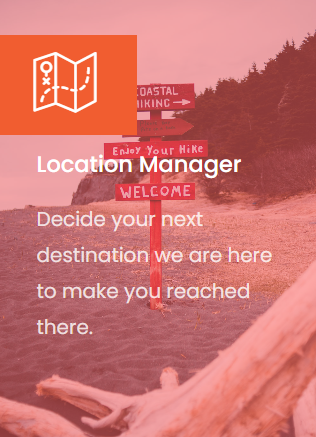 COASTAL
HIKING
Enjoy Your Hike
Location Manager
WELCOME
Decide your next
destination we are here
to make you reached
there.